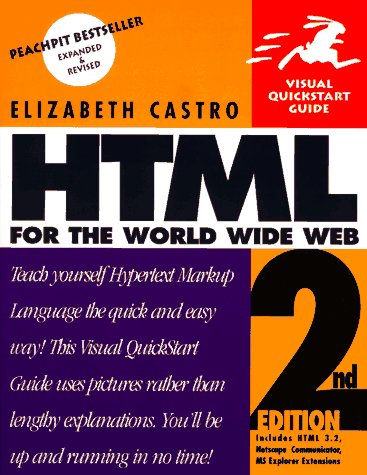 PEACHPIT BESTSELLER
EXPANDED
&
REVISED
VISUAL
QUICKSTART
GUIDE
ELIZABETH CASTRO
HTML
FOR THE WORLD WIDE WEB
Teach yourself Hypertext Markup
Language the quick and easy
way! This Visual QuickStart
Guide uses pictures rather than
lengthy explanations. You'll be
up and running in no time!
2nd
EDITION
Includes HTML 3.2,
Netscape Communicator,
MS Explorer Extensions